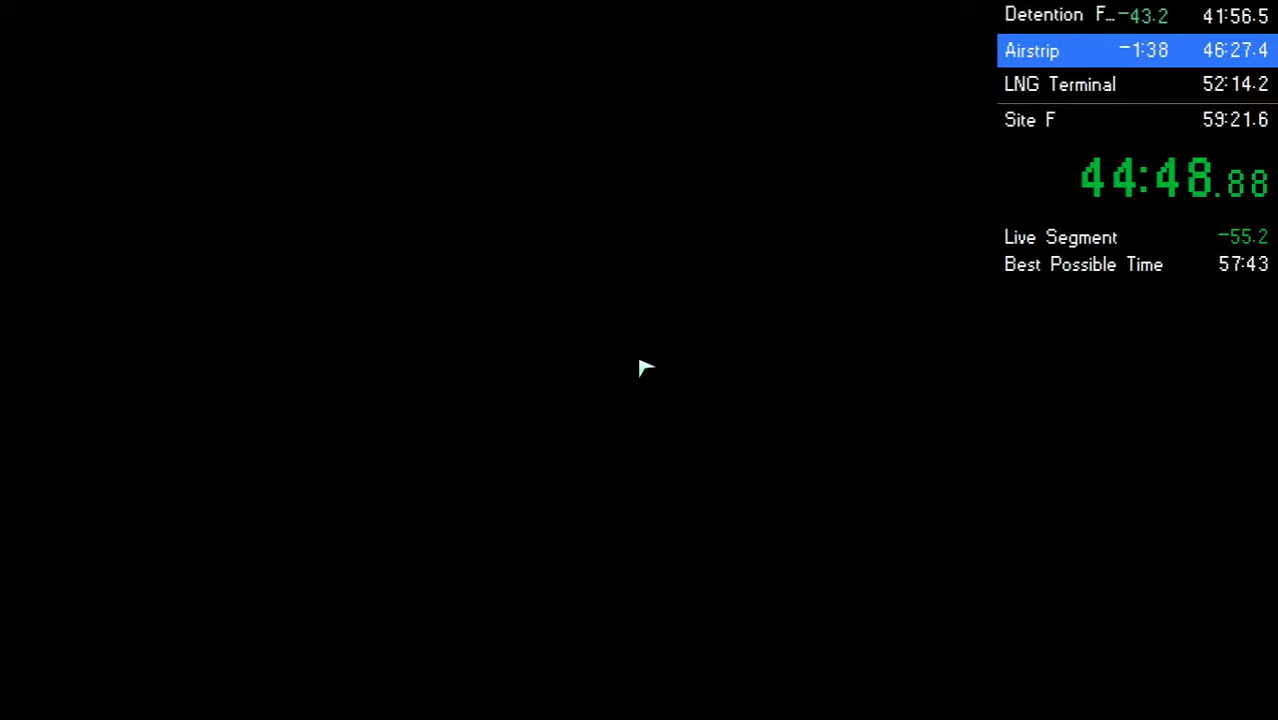 Detention F... -43.2 41:56.5
Airstrip -1:38 46:27.4
LNG Terminal 52:14.2
Site F 59:21.6
44:48.88
Live Segment -55.2
Best Possible Time 57:43